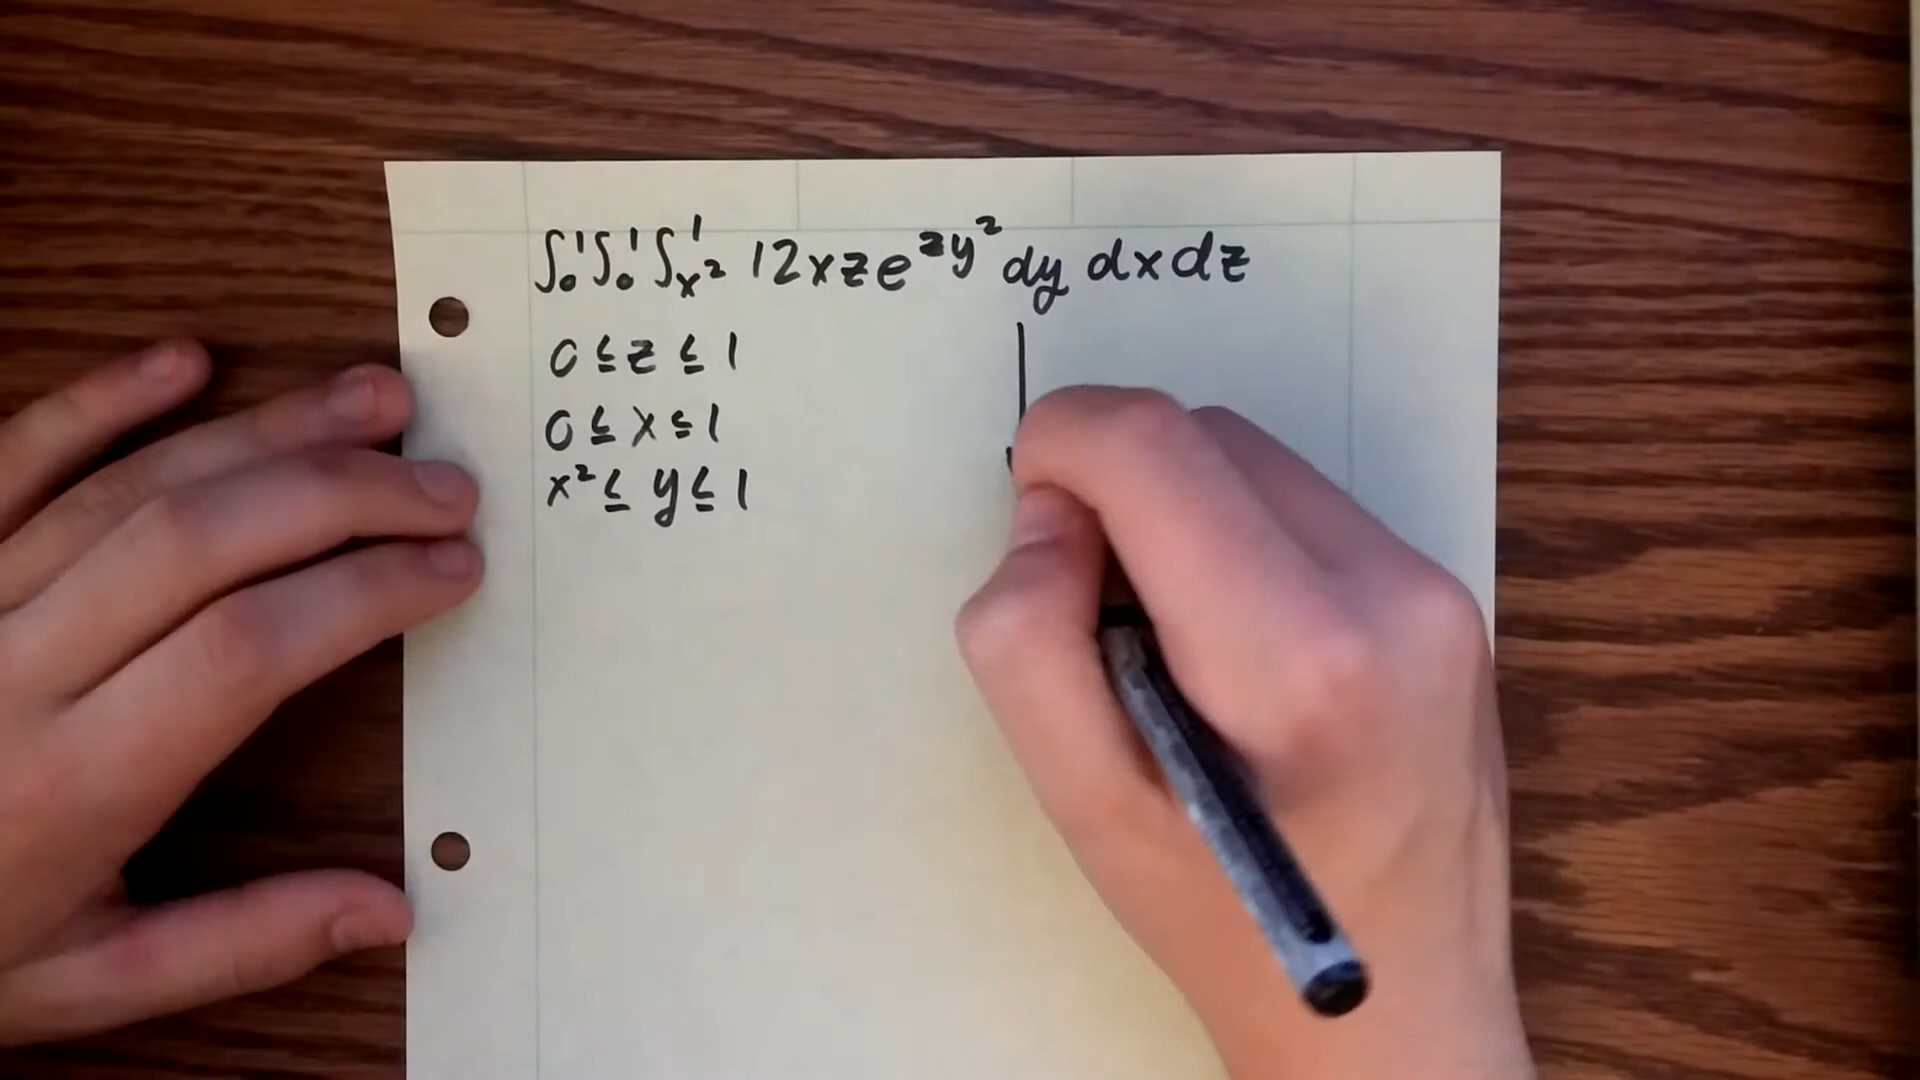 ∫₀¹∫₀¹∫ₓ²¹ 12xze^zy² dy dx dz
0 ≤ z ≤ 1
0 ≤ x ≤ 1
x² ≤ y ≤ 1